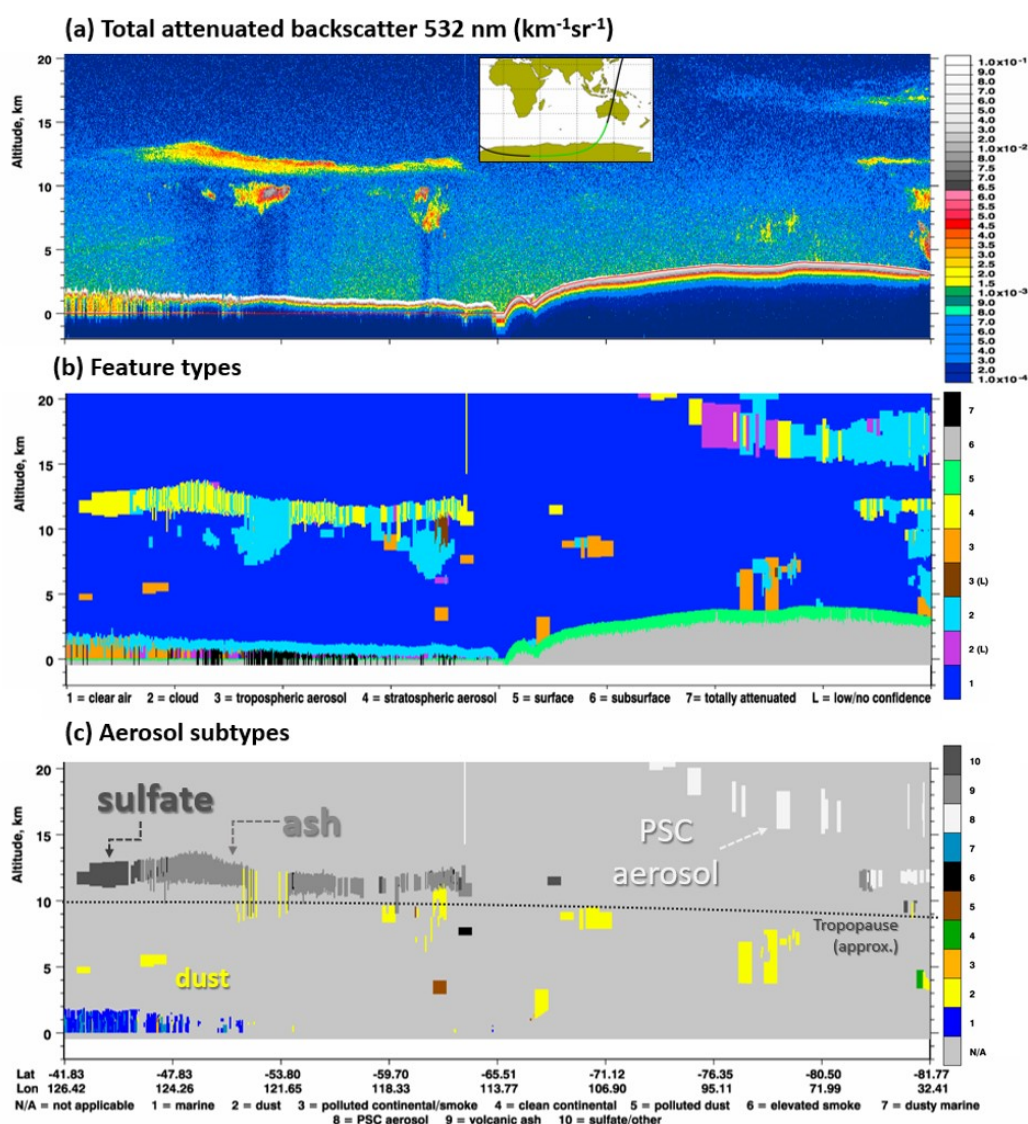 (a) Total attenuated backscatter 532 nm (km⁻¹sr⁻¹)
20
15
10
5
0
Altitude, km
1.0x10⁻¹
9.0
8.0
7.0
6.0
5.0
4.0
3.0
2.0
1.0x10⁻²
8.0
7.0
6.5
6.0
5.5
5.0
4.5
4.0
3.5
3.0
2.5
2.0
1.5
1.0x10⁻³
9.0
8.0
7.0
6.0
5.0
4.0
3.0
2.0
1.0x10⁻⁴
(b) Feature types
20
15
10
5
0
Altitude, km
7
6
5
4
3
3 (L)
2
2 (L)
1
1 = clear air 2 = cloud 3 = tropospheric aerosol 4 = stratospheric aerosol 5 = surface 6 = subsurface 7= totally attenuated L = low/no confidence
(c) Aerosol subtypes
20
15
10
5
0
Altitude, km
sulfate
ash
PSC
aerosol
Tropopause
(approx.)
dust
10
9
8
7
6
5
4
3
2
1
N/A
Lat -41.83 -47.83 -53.80 -59.70 -65.51 -71.12 -76.35 -80.50 -81.77
Lon 126.42 124.26 121.65 118.33 113.77 106.90 95.11 71.99 32.41
N/A = not applicable 1 = marine 2 = dust 3 = polluted continental/smoke 4 = clean continental 5 = polluted dust 6 = elevated smoke 7 = dusty marine
8 = PSC aerosol 9 = volcanic ash 10 = sulfate/other